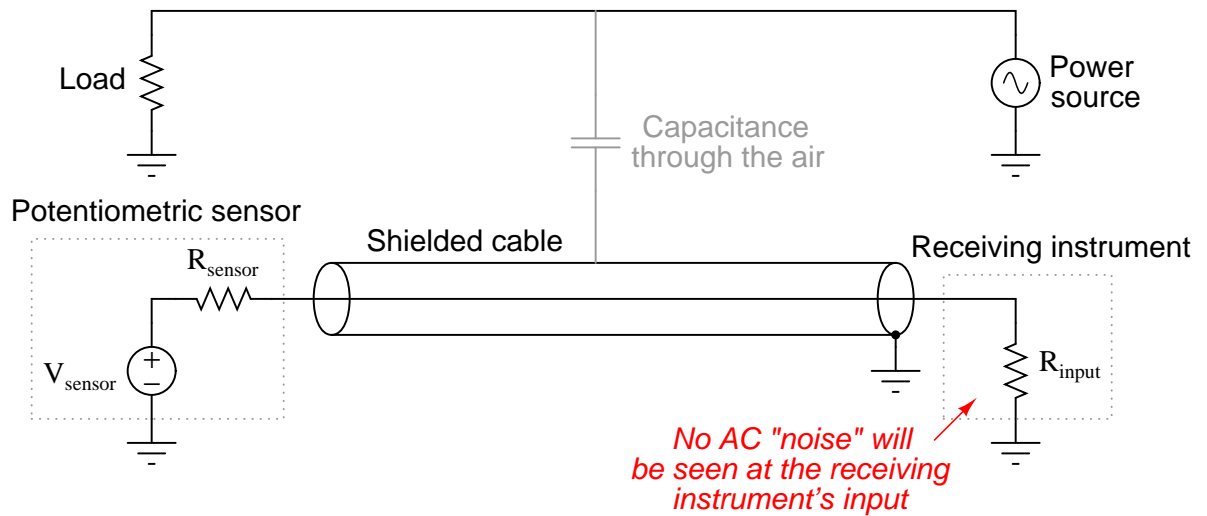 Load
Power
source
Capacitance
through the air
Potentiometric sensor
Shielded cable
Receiving instrument
Rsensor
Vsensor
+
−
Rinput
No AC "noise" will
be seen at the receiving
instrument's input